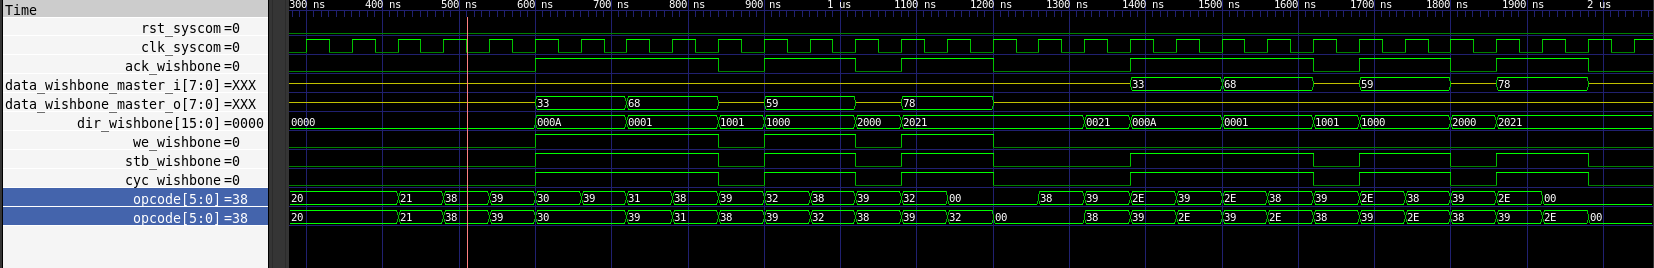 Time 300 ns 400 ns 500 ns 600 ns 700 ns 800 ns 900 ns 1 us 1100 ns 1200 ns 1300 ns 1400 ns 1500 ns 1600 ns 1700 ns 1800 ns 1900 ns 2 us
rst_syscom =0
clk_syscom =0
ack_wishbone =0
data_wishbone_master_i[7:0] =XXX 33 68 59 78
data_wishbone_master_o[7:0] =XXX 33 68 59 78
dir_wishbone[15:0] =0000 0000 000A 0001 1001 1000 2000 2021 0021 000A 0001 1001 1000 2000 2021
we_wishbone =0
stb_wishbone =0
cyc_wishbone =0
opcode[5:0] =38 20 21 38 39 30 39 31 38 39 32 38 39 32 00 38 39 2E 39 2E 38 39 2E 38 39 2E 00
opcode[5:0] =38 20 21 38 39 30 39 31 38 39 32 38 39 32 00 38 39 2E 39 2E 38 39 2E 38 39 2E 00